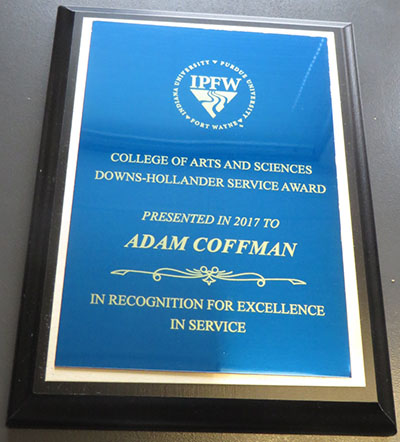 INDIANA UNIVERSITY ♦ PURDUE UNIVERSITY ♦ FORT WAYNE ♦
IPFW
COLLEGE OF ARTS AND SCIENCES
DOWNS-HOLLANDER SERVICE AWARD
PRESENTED IN 2017 TO
ADAM COFFMAN
IN RECOGNITION FOR EXCELLENCE
IN SERVICE